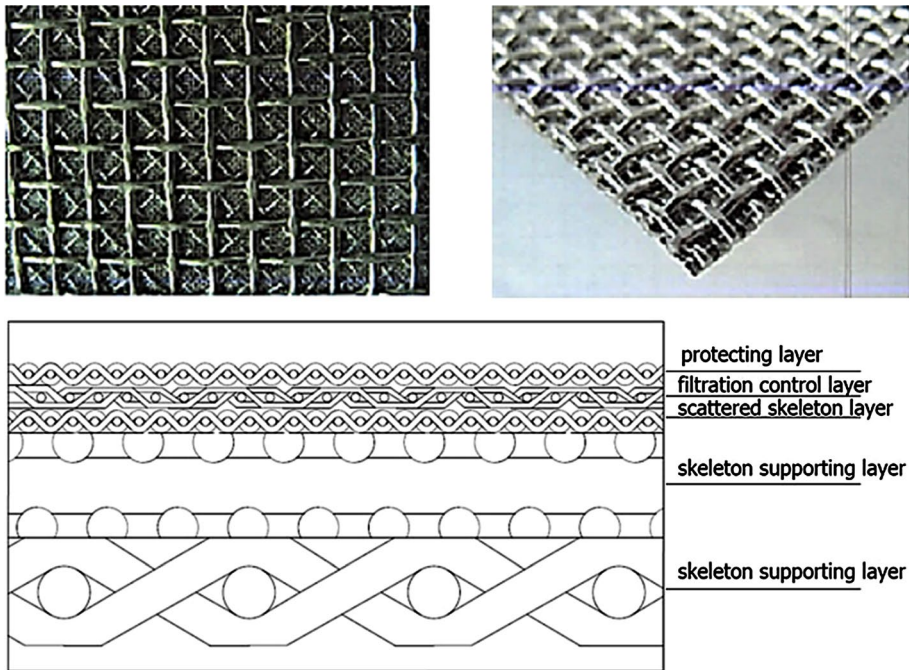 protecting layer
filtration control layer
scattered skeleton layer
skeleton supporting layer
skeleton supporting layer